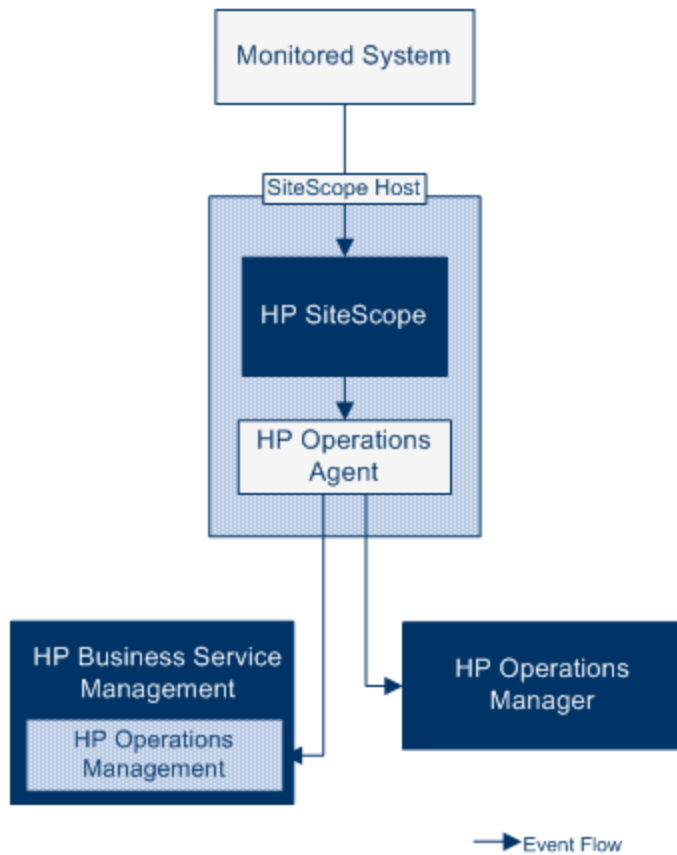 Monitored System
SiteScope Host
HP SiteScope
HP Operations
Agent
HP Business Service
Management
HP Operations
Management
HP Operations
Manager
Event Flow